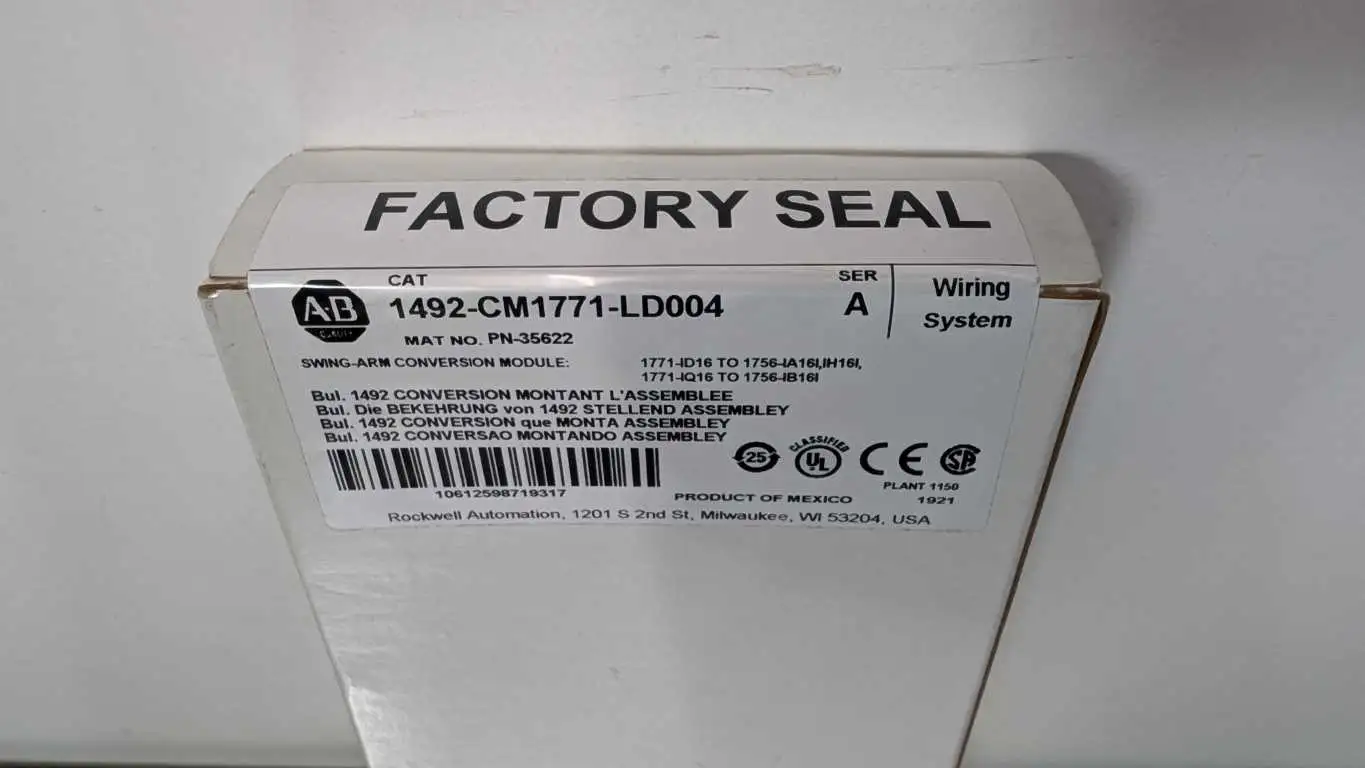 FACTORY SEAL
CAT
1492-CM1771-LD004
SER
A
Wiring
System
A·B
MAT NO. PN-35622
SWING-ARM CONVERSION MODULE: 1771-ID16 TO 1756-IA16I,IH16I,
1771-IQ16 TO 1756-IB16I
Bul. 1492 CONVERSION MONTANT L'ASSEMBLEE
Bul. Die BEKEHRUNG von 1492 STELLEND ASSEMBLEY
Bul. 1492 CONVERSION que MONTA ASSEMBLEY
Bul. 1492 CONVERSAO MONTANDO ASSEMBLEY
25
CLASSIFIED
UL
CE
SA
PLANT 1150
1921
10612598719317
PRODUCT OF MEXICO
Rockwell Automation, 1201 S 2nd St, Milwaukee, WI 53204, USA